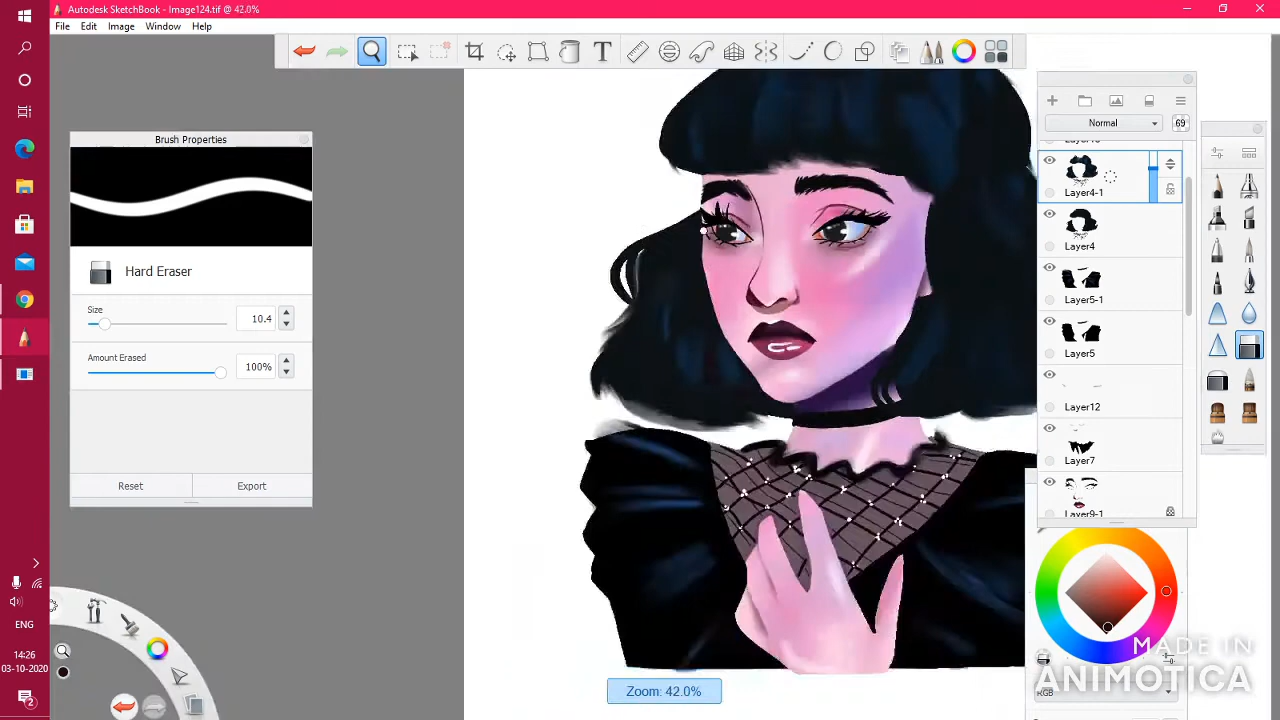 Autodesk SketchBook - Image124.tif @ 42.0%
File Edit Image Window Help
Brush Properties
Hard Eraser
Size
10.4
Amount Erased
100%
Reset Export
Normal 69
Layer4-1
Layer4
Layer5-1
Layer5
Layer12
Layer7
Layer9-1
Zoom: 42.0%
RGB
MADE IN
ANIMOTICA
ENG
14:26
03-10-2020
2